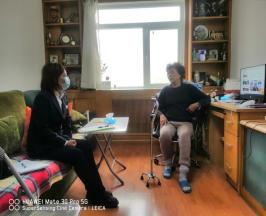 HUAWEI Mate 30 Pro 5G
SuperSensing Cine Camera | LEICA